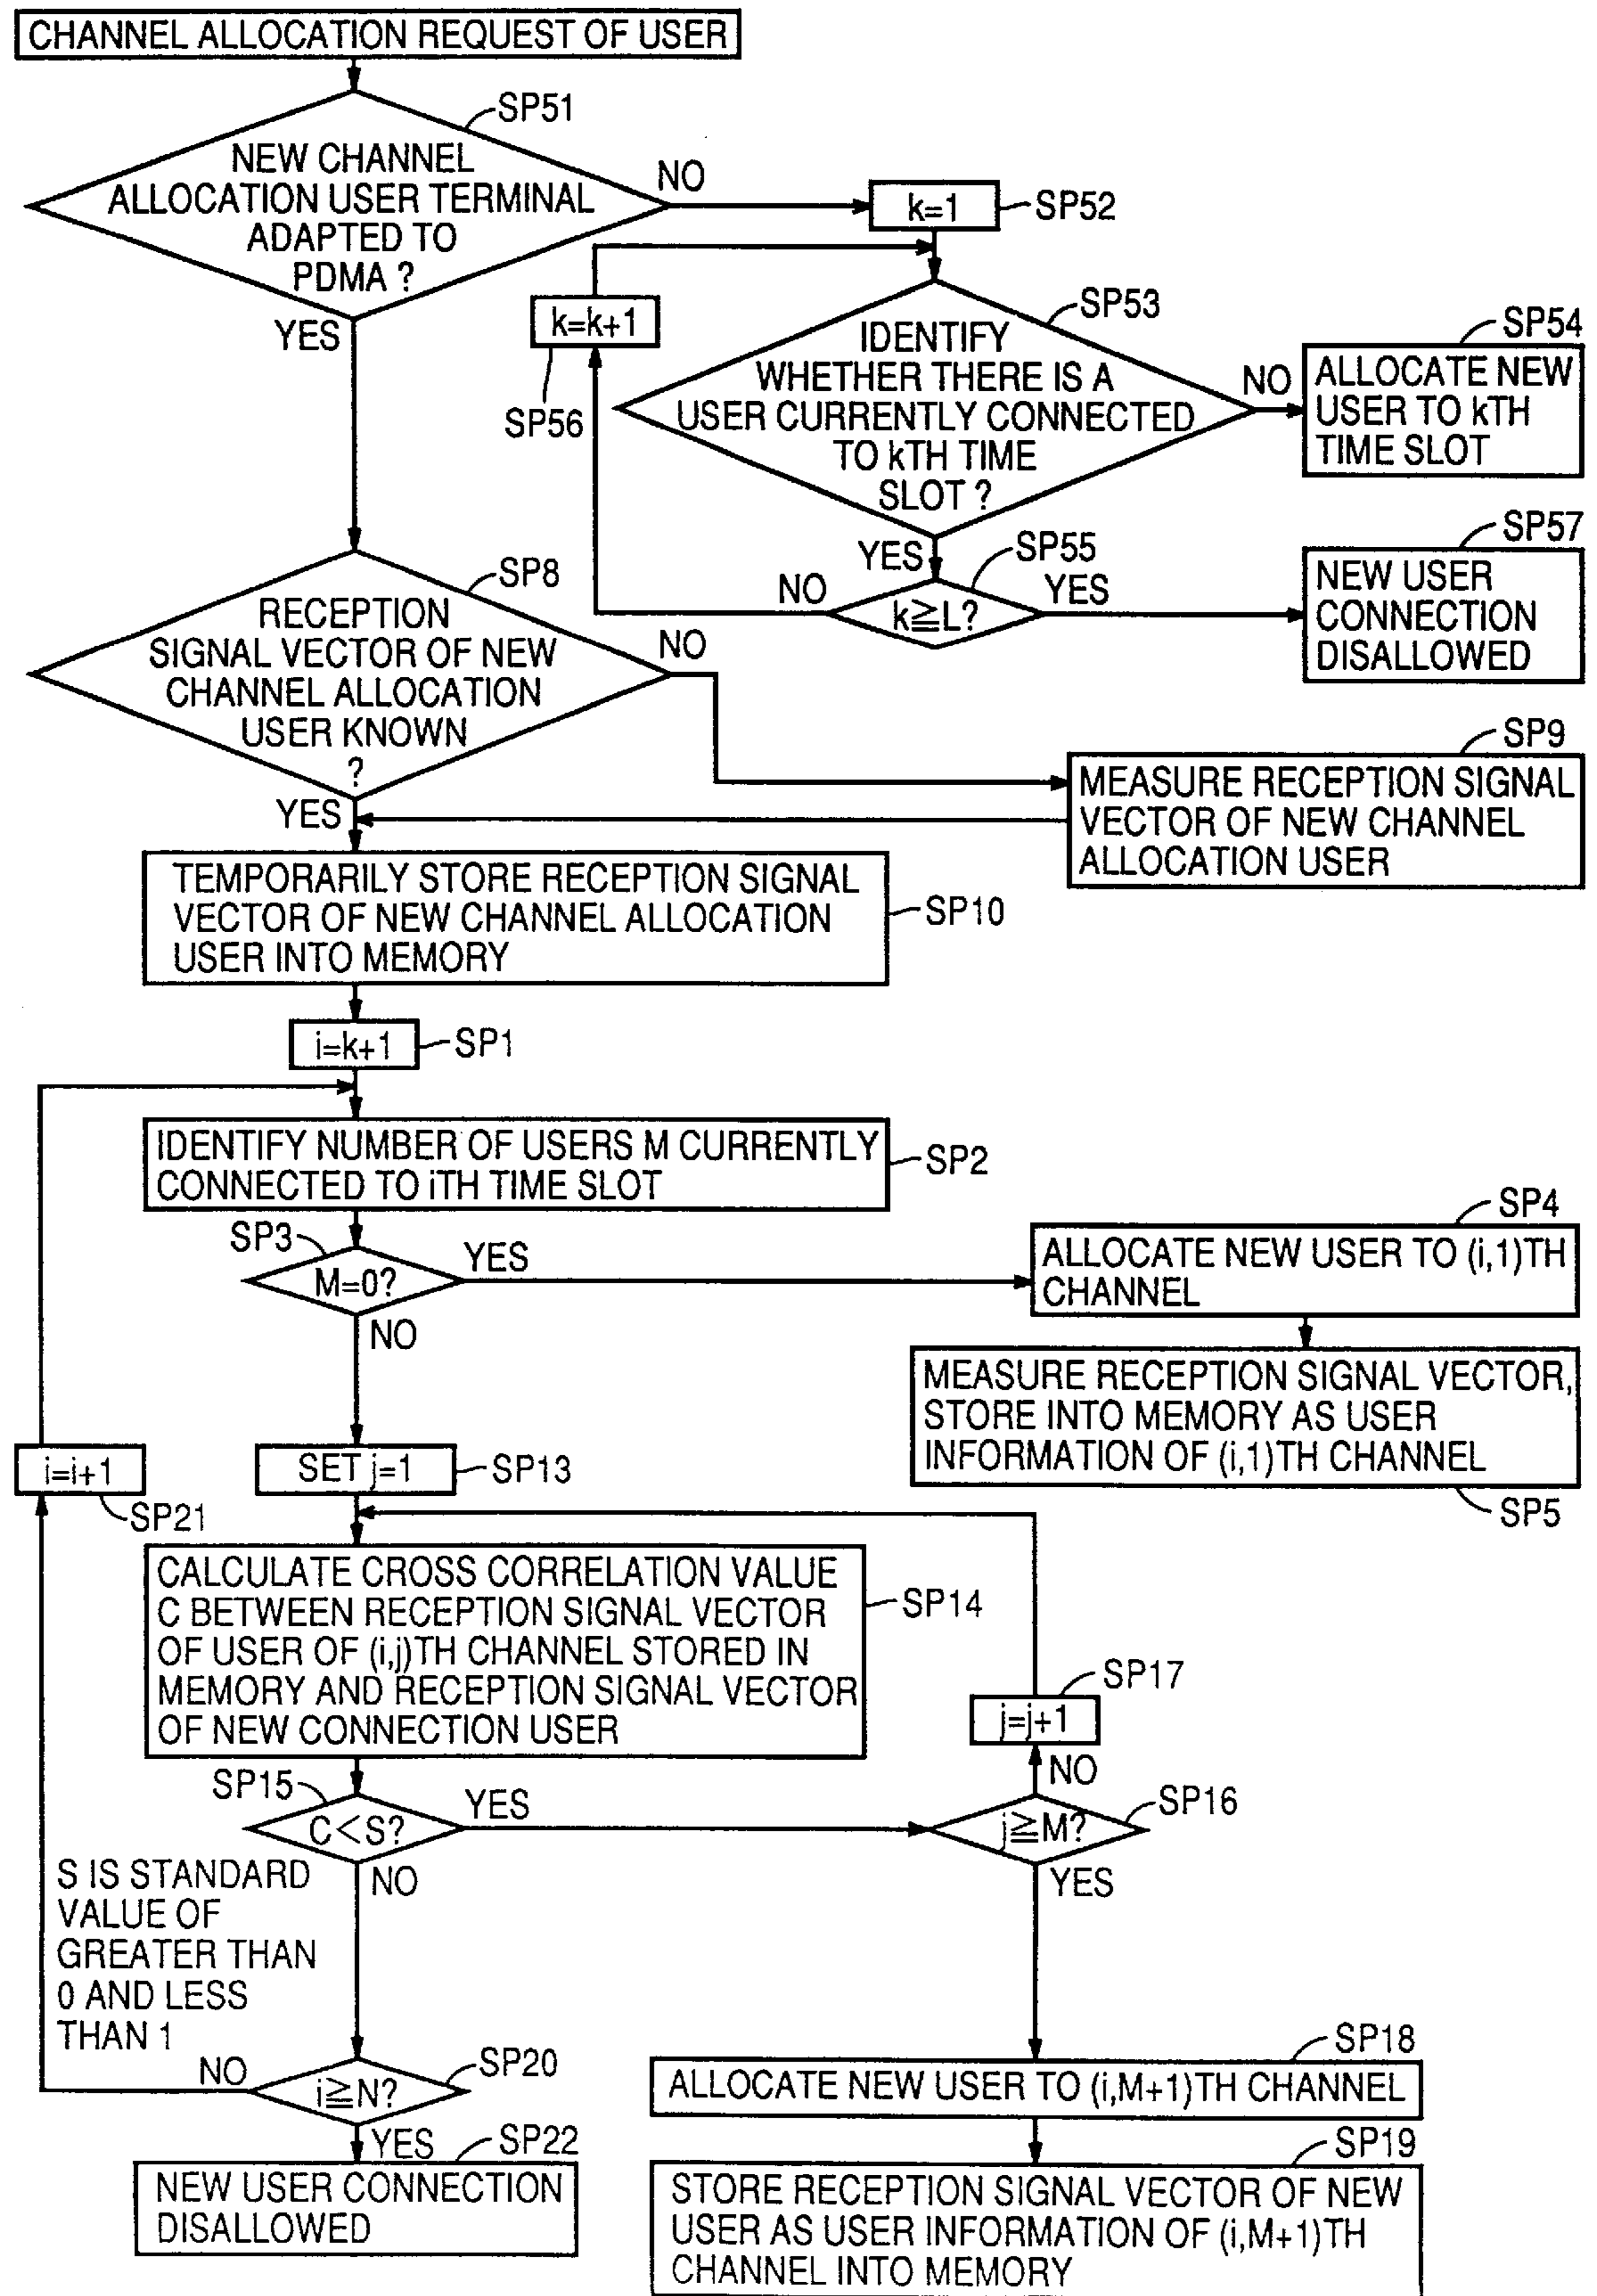 CHANNEL ALLOCATION REQUEST OF USER
SP51
NEW CHANNEL
ALLOCATION USER TERMINAL
ADAPTED TO
PDMA ?
NO
YES
k=1
SP52
k=k+1
SP56
SP53
IDENTIFY
WHETHER THERE IS A
USER CURRENTLY CONNECTED
TO kTH TIME
SLOT ?
NO
YES
SP54
ALLOCATE NEW
USER TO kTH
TIME SLOT
SP55
k≧L?
NO
YES
SP57
NEW USER
CONNECTION
DISALLOWED
SP8
RECEPTION
SIGNAL VECTOR OF NEW
CHANNEL ALLOCATION
USER KNOWN
?
NO
YES
SP9
MEASURE RECEPTION SIGNAL
VECTOR OF NEW CHANNEL
ALLOCATION USER
TEMPORARILY STORE RECEPTION SIGNAL
VECTOR OF NEW CHANNEL ALLOCATION
USER INTO MEMORY
SP10
i=k+1
SP1
IDENTIFY NUMBER OF USERS M CURRENTLY
CONNECTED TO iTH TIME SLOT
SP2
SP3
M=0?
YES
NO
SP4
ALLOCATE NEW USER TO (i,1)TH
CHANNEL
MEASURE RECEPTION SIGNAL VECTOR,
STORE INTO MEMORY AS USER
INFORMATION OF (i,1)TH CHANNEL
SP5
i=i+1
SP21
SET j=1
SP13
CALCULATE CROSS CORRELATION VALUE
C BETWEEN RECEPTION SIGNAL VECTOR
OF USER OF (i,j)TH CHANNEL STORED IN
MEMORY AND RECEPTION SIGNAL VECTOR
OF NEW CONNECTION USER
SP14
SP17
j=j+1
NO
SP15
C<S?
YES
NO
SP16
j≧M?
YES
S IS STANDARD
VALUE OF
GREATER THAN
0 AND LESS
THAN 1
NO
SP20
i≧N?
YES
SP22
NEW USER CONNECTION
DISALLOWED
SP18
ALLOCATE NEW USER TO (i,M+1)TH CHANNEL
SP19
STORE RECEPTION SIGNAL VECTOR OF NEW
USER AS USER INFORMATION OF (i,M+1)TH
CHANNEL INTO MEMORY